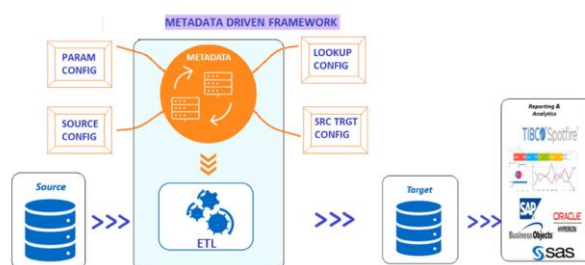 METADATA DRIVEN FRAMEWORK
PARAM
CONFIG
METADATA
LOOKUP
CONFIG
SOURCE
CONFIG
SRC TRGT
CONFIG
Source
ETL
Target
Reporting &
Analytics
TIBCO Spotfire
SAP
BusinessObjects
ORACLE
HYPERION
sas